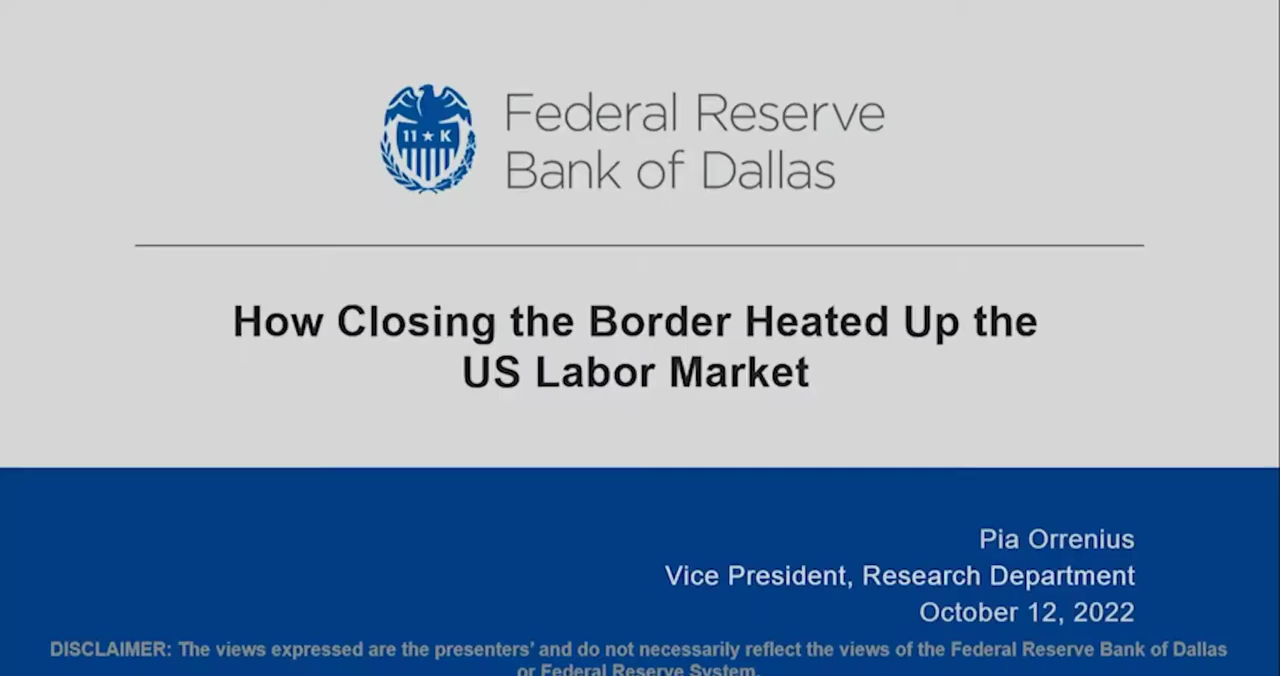 11 ★ K
Federal Reserve
Bank of Dallas
How Closing the Border Heated Up the
US Labor Market
Pia Orrenius
Vice President, Research Department
October 12, 2022
DISCLAIMER: The views expressed are the presenters' and do not necessarily reflect the views of the Federal Reserve Bank of Dallas
or Federal Reserve System.